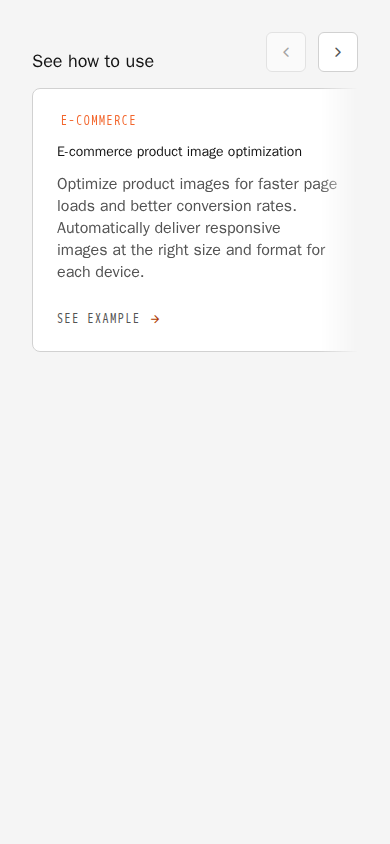 See how to use
E-COMMERCE
E-commerce product image optimization
Optimize product images for faster page
loads and better conversion rates.
Automatically deliver responsive
images at the right size and format for
each device.
SEE EXAMPLE →